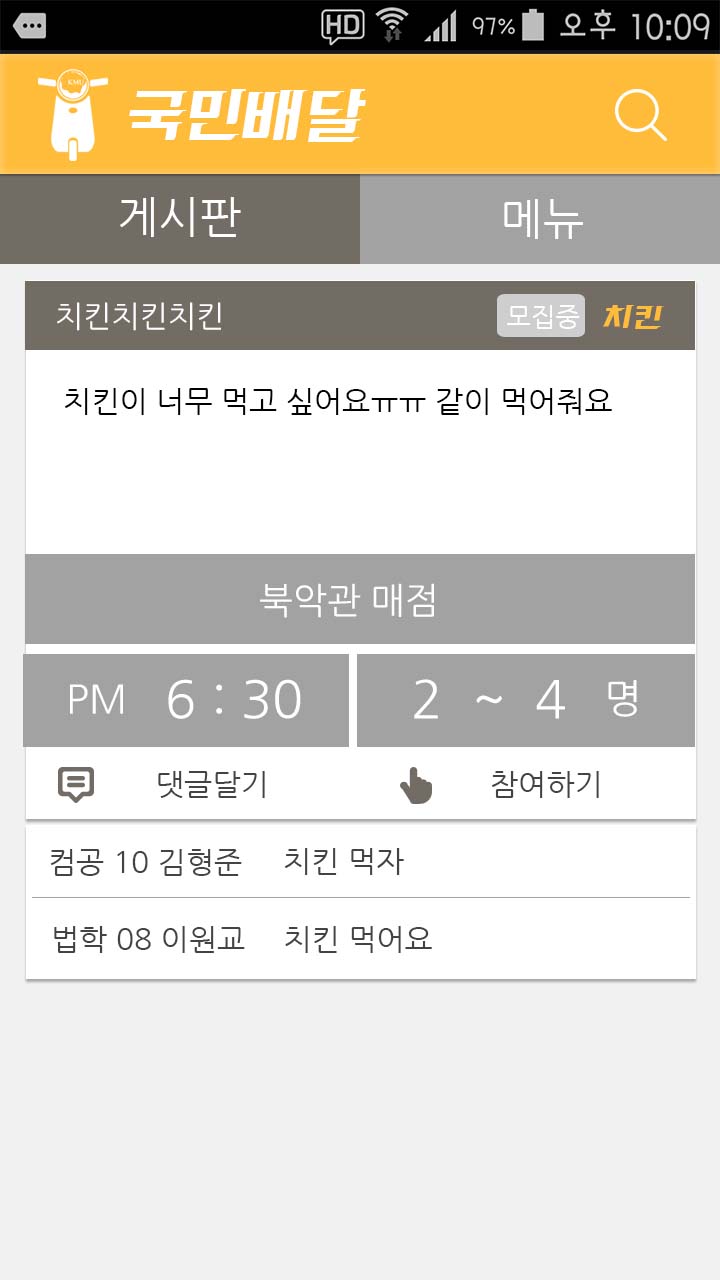 HD 97% 오후 10:09
KMU 국민배달
게시판 메뉴
치킨치킨치킨 모집중 치킨
치킨이 너무 먹고 싶어요ㅠㅠ 같이 먹어줘요
북악관 매점
PM 6 : 30 2 ~ 4 명
댓글달기 참여하기
컴공 10 김형준 치킨 먹자
법학 08 이원교 치킨 먹어요